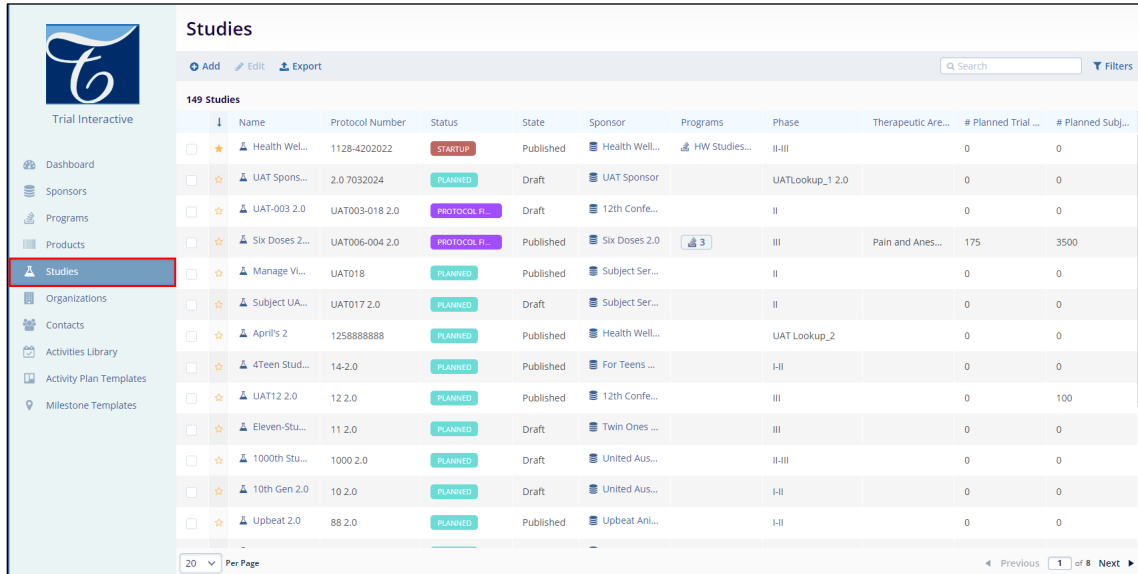 Studies
Trial Interactive
Add Edit Export Search Filters
149 Studies
Name Protocol Number Status State Sponsor Programs Phase Therapeutic Are... # Planned Trial ... # Planned Subj...
Health Wel... 1128-4202022 STARTUP Published Health Well... HW Studies... II-III 0 0
UAT Spons... 2.0 7032024 PLANNED Draft UAT Sponsor UATLookup_1 2.0 0 0
UAT-003 2.0 UAT003-018 2.0 PROTOCOL FI... Draft 12th Confe... II 0 0
Six Doses 2... UAT006-004 2.0 PROTOCOL FI... Published Six Doses 2.0 3 III Pain and Anes... 175 3500
Manage Vi... UAT018 PLANNED Published Subject Ser... II 0 0
Subject UA... UAT017 2.0 PLANNED Draft Subject Ser... II 0 0
April's 2 1258888888 PLANNED Published Health Well... UAT Lookup_2 0 0
4Teen Stud... 14-2.0 PLANNED Published For Teens ... I-II 0 0
UAT12 2.0 12 2.0 PLANNED Published 12th Confe... III 0 100
Eleven-Stu... 11 2.0 PLANNED Draft Twin Ones ... III 0 0
1000th Stu... 1000 2.0 PLANNED Draft United Aus... II-III 0 0
10th Gen 2.0 10 2.0 PLANNED Draft United Aus... I-II 0 0
Upbeat 2.0 88 2.0 PLANNED Published Upbeat Ani... I-II 0 0
Dashboard
Sponsors
Programs
Products
Studies
Organizations
Contacts
Activities Library
Activity Plan Templates
Milestone Templates
20 Per Page Previous 1 of 8 Next